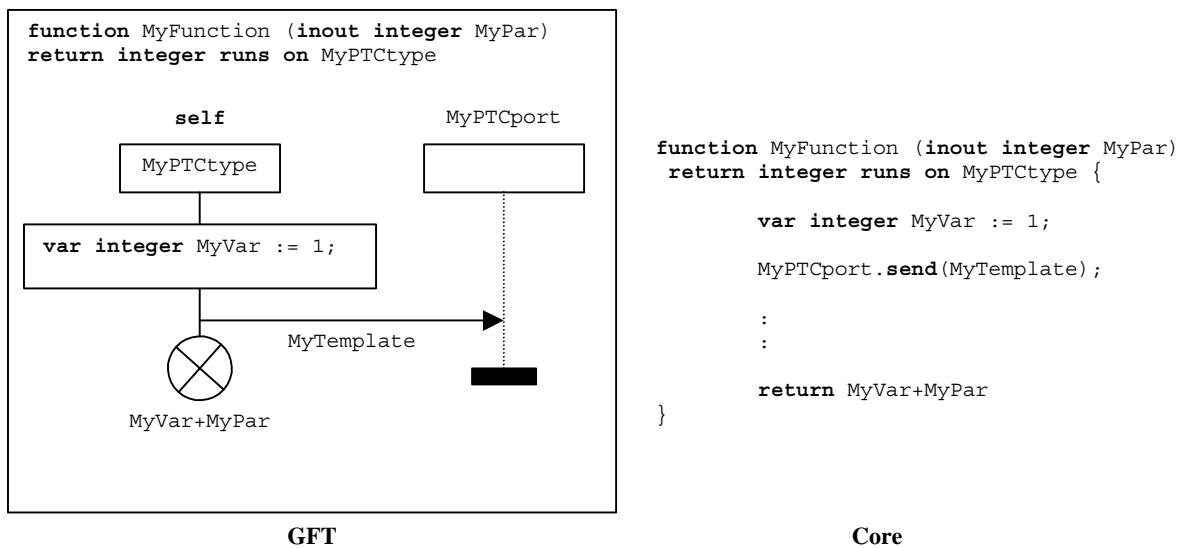 function MyFunction (inout integer MyPar)
return integer runs on MyPTCtype
self
MyPTCport
MyPTCtype
var integer MyVar := 1;
MyTemplate
MyVar+MyPar
GFT
function MyFunction (inout integer MyPar)
return integer runs on MyPTCtype {
var integer MyVar := 1;
MyPTCport.send(MyTemplate);
:
:
return MyVar+MyPar
}
Core